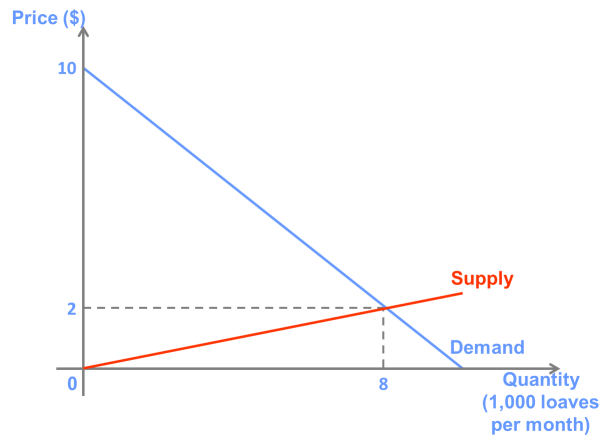 Price ($)
10
Supply
2
Demand
0
8
Quantity
(1,000 loaves
per month)